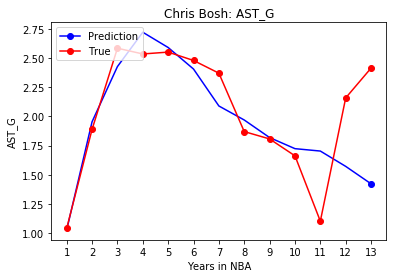 Chris Bosh: AST_G
Prediction
True
2.75
2.50
2.25
2.00
1.75
1.50
1.25
1.00
AST_G
1 2 3 4 5 6 7 8 9 10 11 12 13
Years in NBA